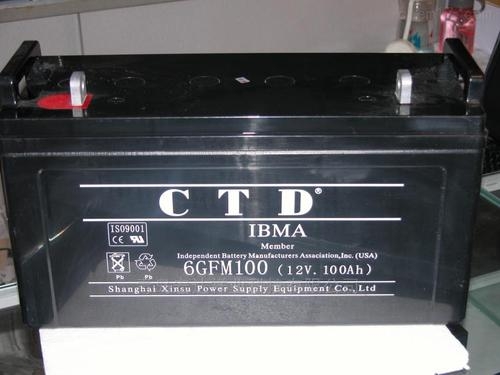 CTD®
IBMA
Member
ISO9001
CE
Independent Battery Manufacturers Assaciation,Inc. (USA)
6GFM100 (12V. 100Ah)
Pb Pb
Shanghai Xinsu Power Supply Equipment Co., Ltd